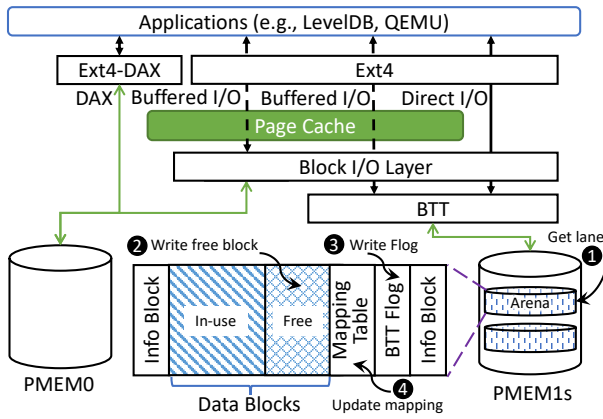 Applications (e.g., LevelDB, QEMU)
Ext4-DAX
Ext4
DAX
Buffered I/O
Buffered I/O
Direct I/O
Page Cache
Block I/O Layer
BTT
Get lane
1
2 Write free block
3 Write Flog
Info Block
In-use
Free
Mapping Table
BTT Flog
Info Block
Arena
PMEM0
Data Blocks
4
Update mapping
PMEM1s